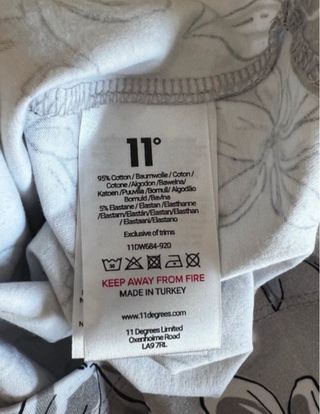 11°
95% Cotton / Baumwolle / Coton /
Cotone /Algodon /Bawelna/
Katoen /Puuvilla /Bomull/ Algodão
Bomuld /Bavlna
5% Elastane / Elastan /Elasthanne
/Elastam/Elastán/Elastan/Elasthan
/ Elastaani/Elastano
Exclusive of trims
11DW684-920
KEEP AWAY FROM FIRE
MADE IN TURKEY
www.11degrees.com
11 Degrees Limited
Oxenholme Road
LA9 7RL